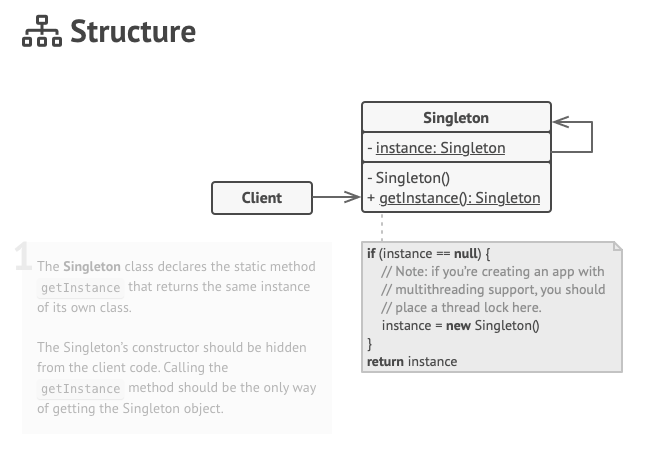 Structure
Singleton
- instance: Singleton
- Singleton()
+ getInstance(): Singleton
Client
1
The Singleton class declares the static method
getInstance that returns the same instance
of its own class.
The Singleton's constructor should be hidden
from the client code. Calling the
getInstance method should be the only way
of getting the Singleton object.
if (instance == null) {
// Note: if you're creating an app with
// multithreading support, you should
// place a thread lock here.
instance = new Singleton()
}
return instance